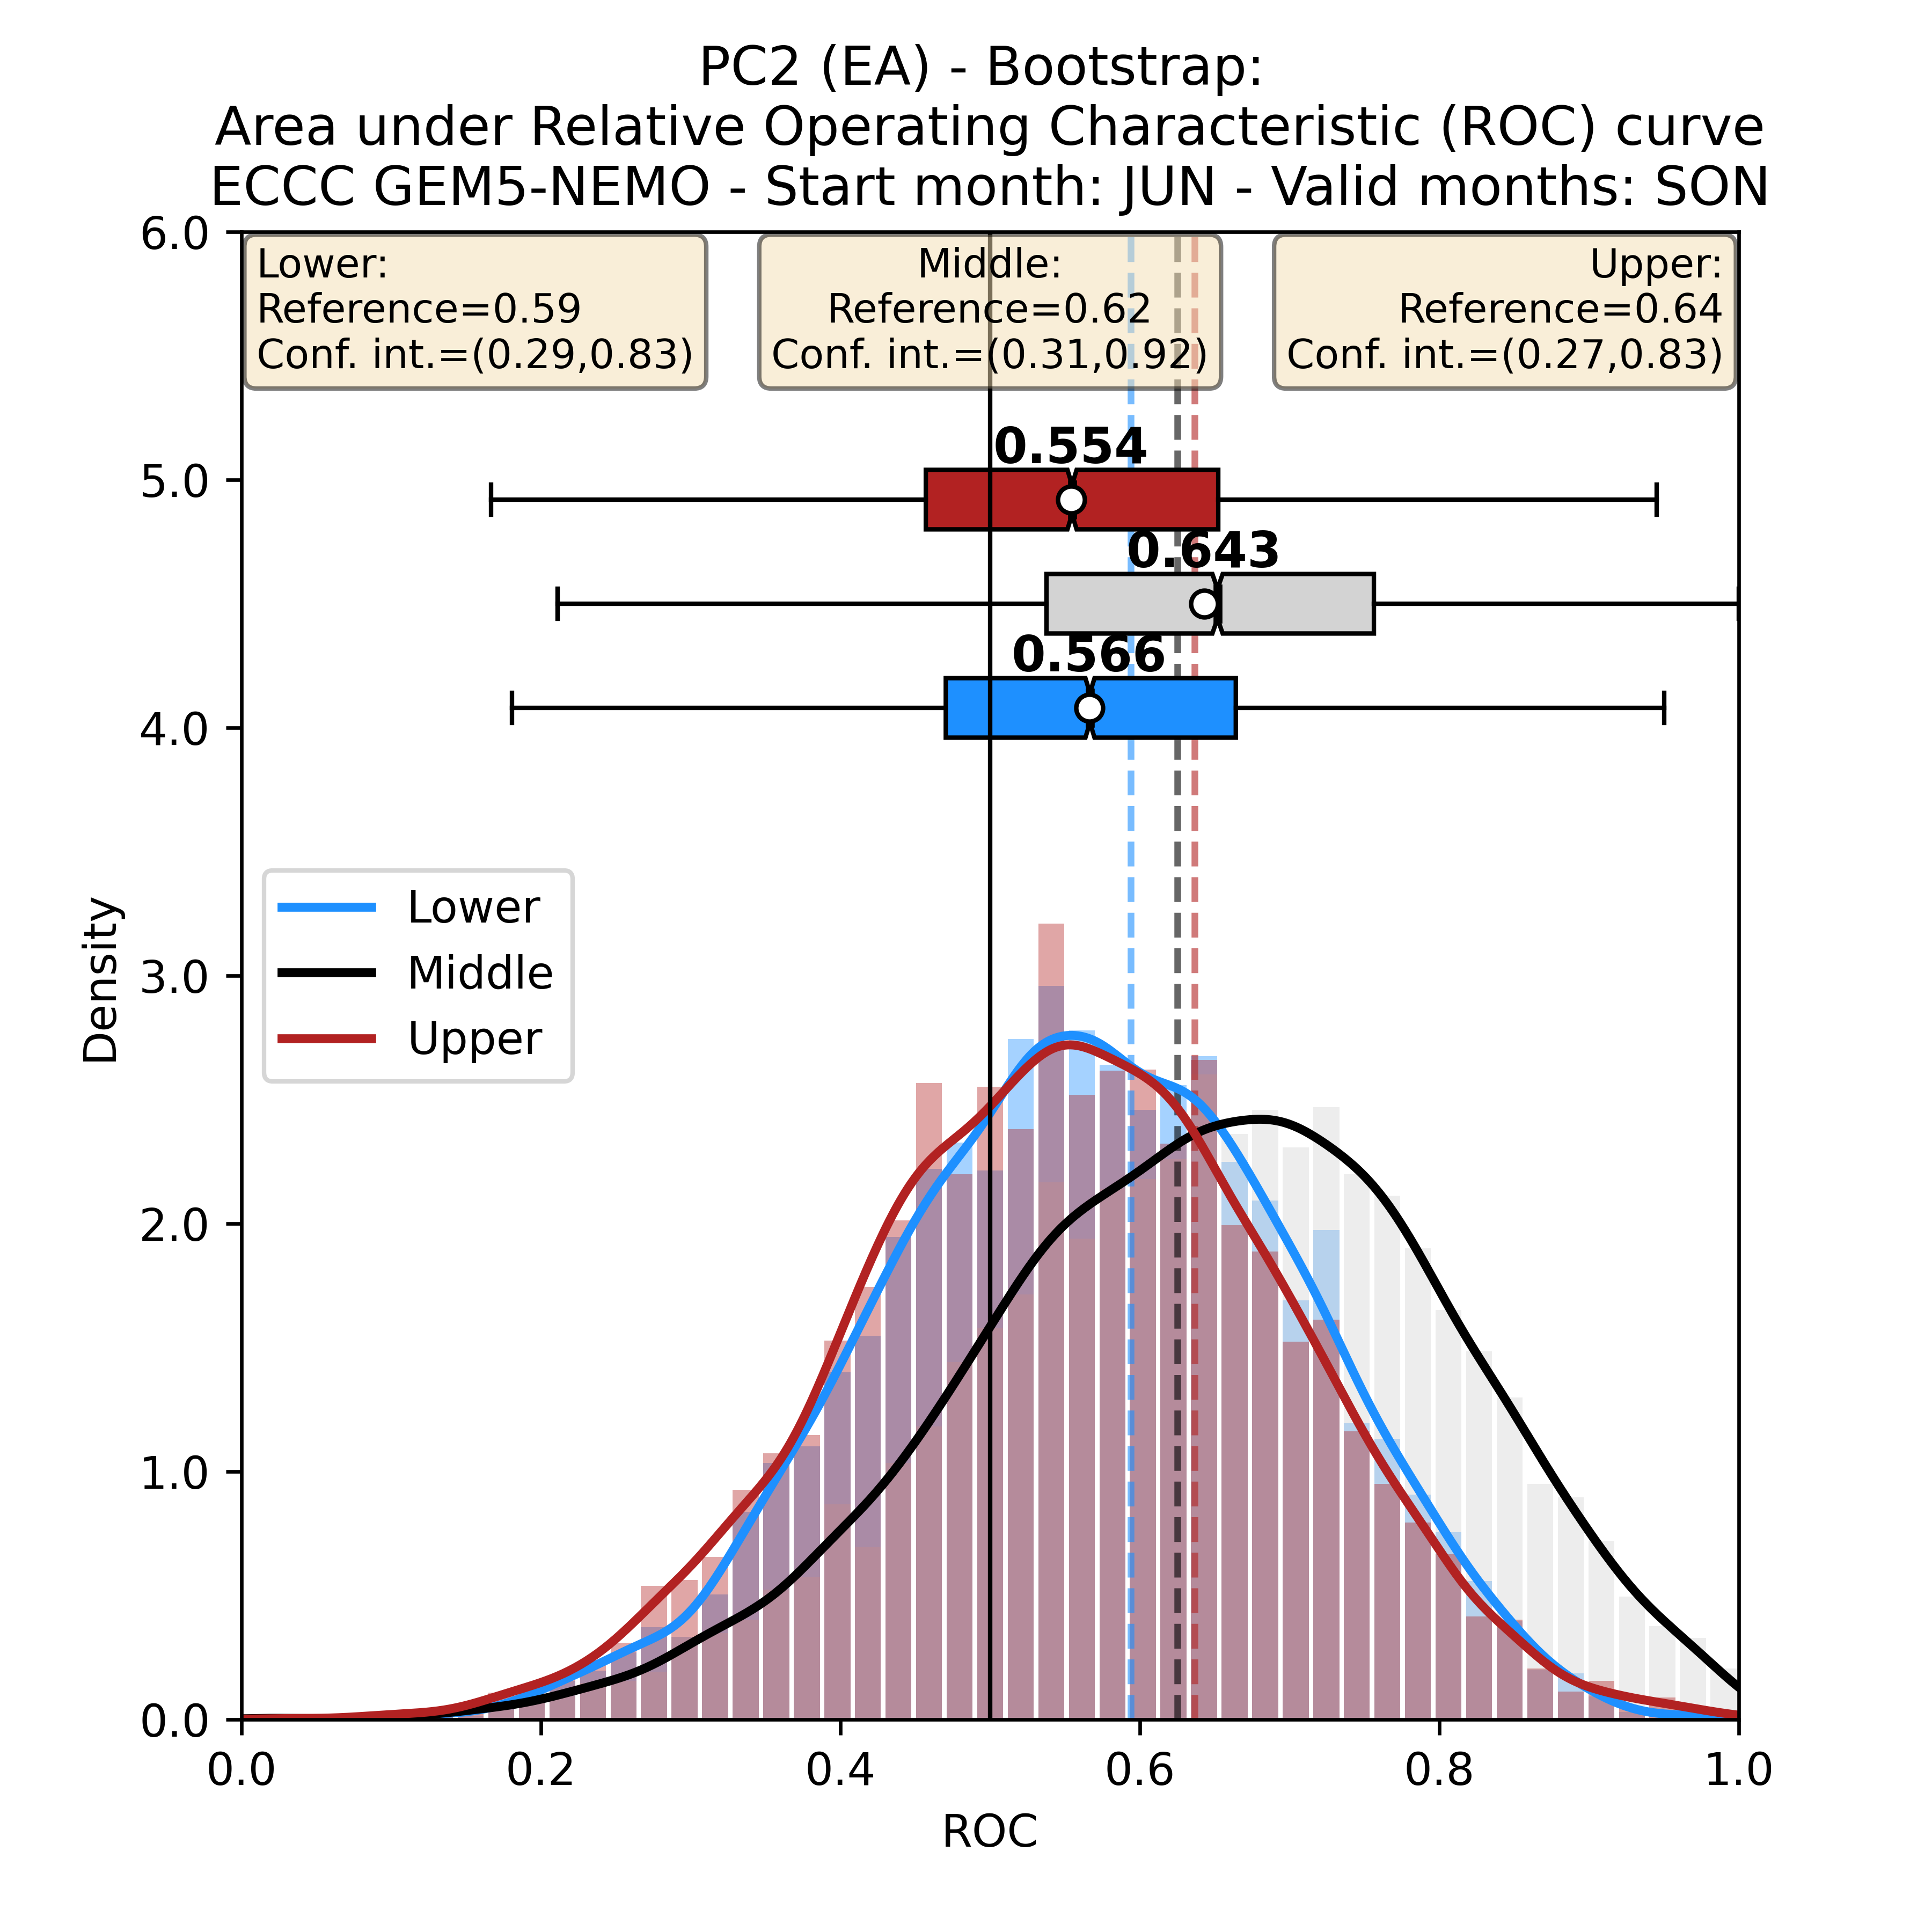 PC2 (EA) - Bootstrap:
Area under Relative Operating Characteristic (ROC) curve
ECCC GEM5-NEMO - Start month: JUN - Valid months: SON
6.0
Lower:
Reference=0.59
Conf. int.=(0.29,0.83)
Middle:
Reference=0.62
Conf. int.=(0.31,0.92)
Upper:
Reference=0.64
Conf. int.=(0.27,0.83)
0.554
5.0
0.643
0.566
4.0
Lower
Middle
Upper
3.0
Density
2.0
1.0
0.0
0.0 0.2 0.4 0.6 0.8 1.0
ROC